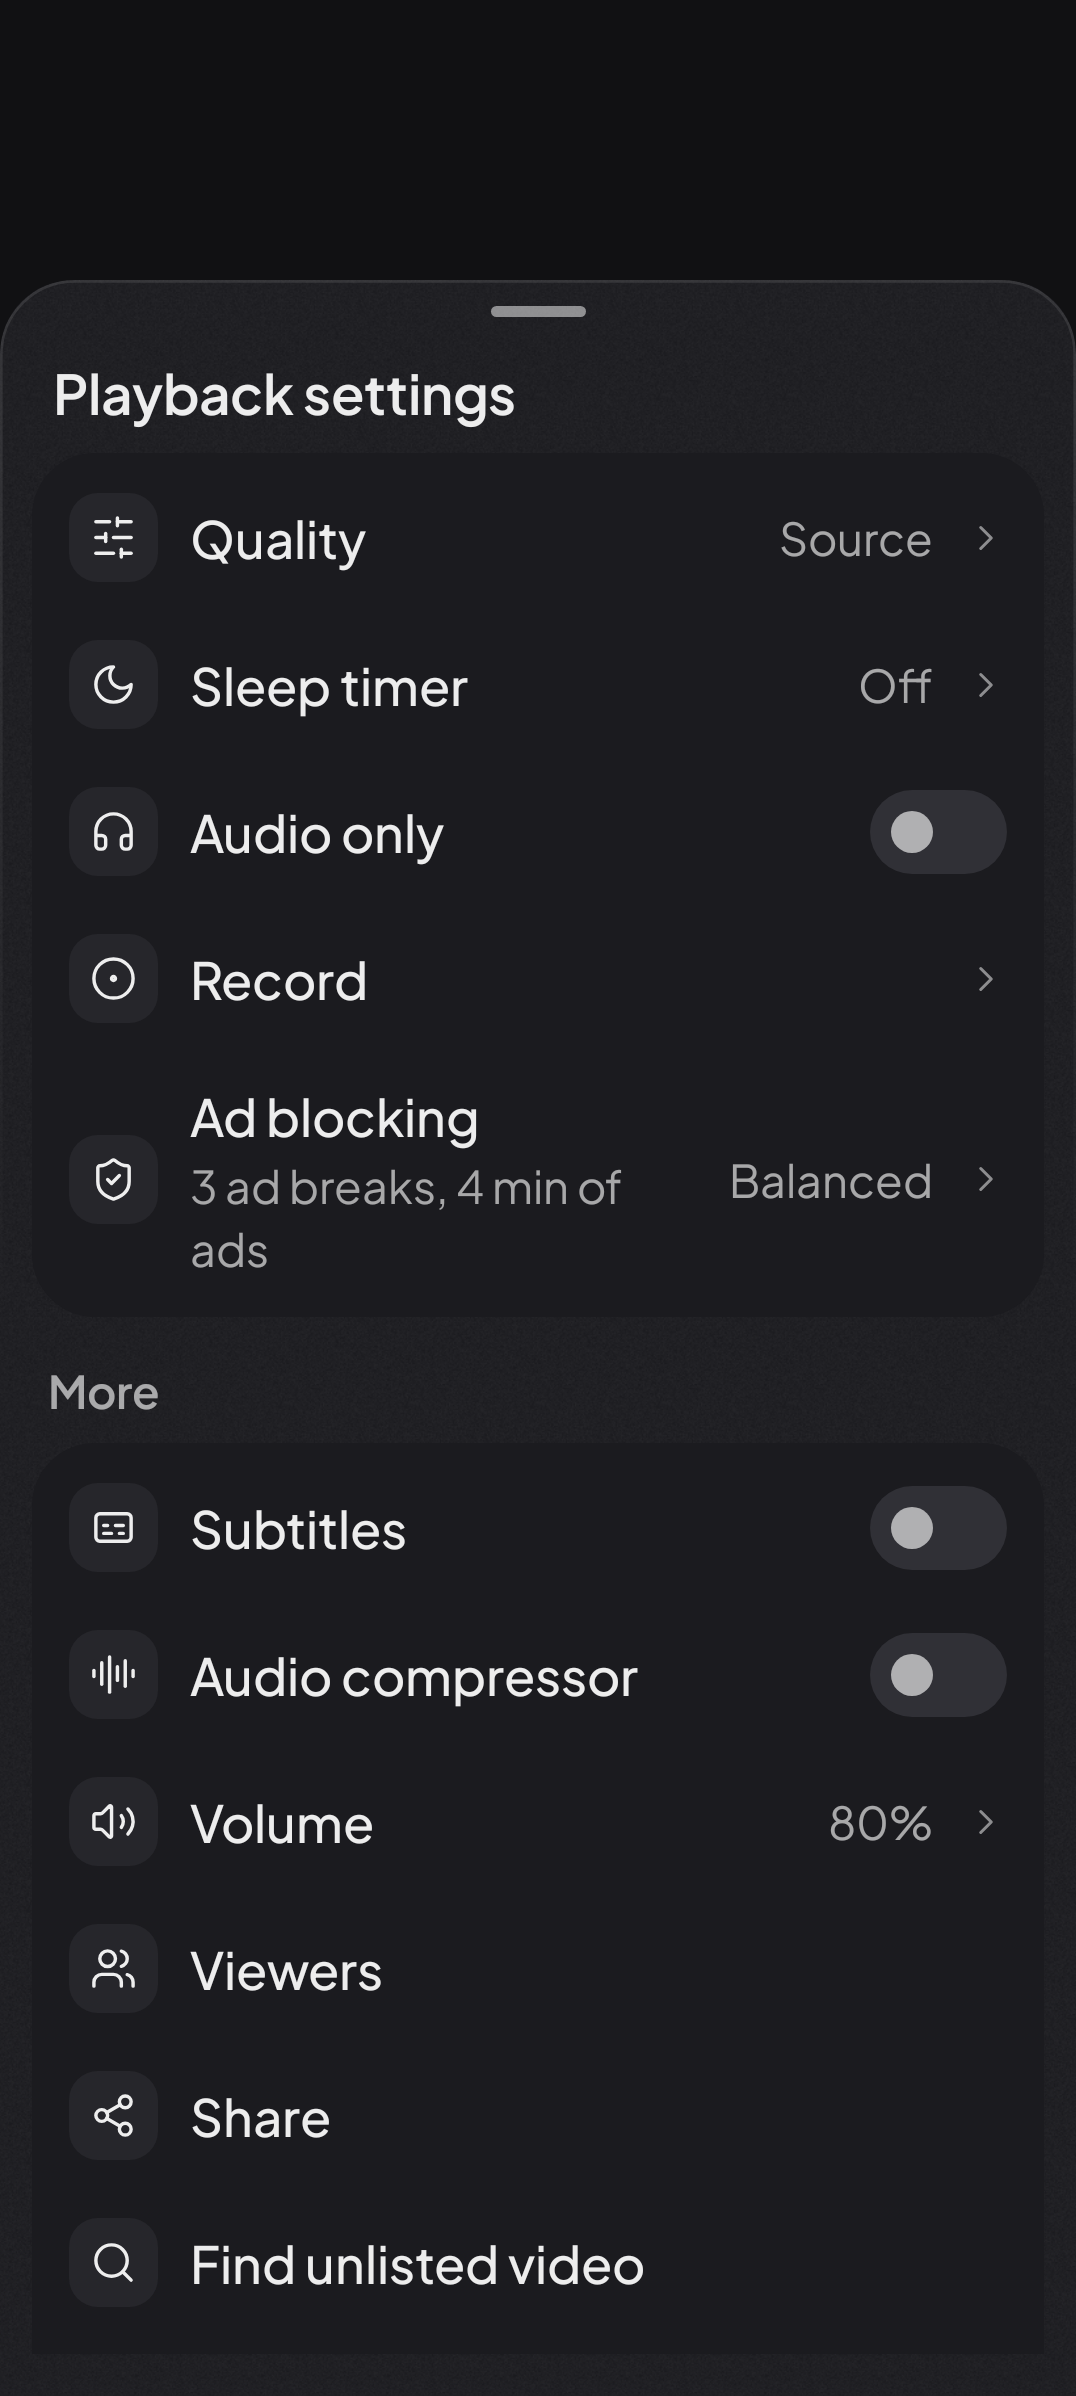 Playback settings
Quality
Source
Sleep timer
Off
Audio only
Record
Ad blocking
3 ad breaks, 4 min of
ads
Balanced
More
Subtitles
Audio compressor
Volume
80%
Viewers
Share
Find unlisted video